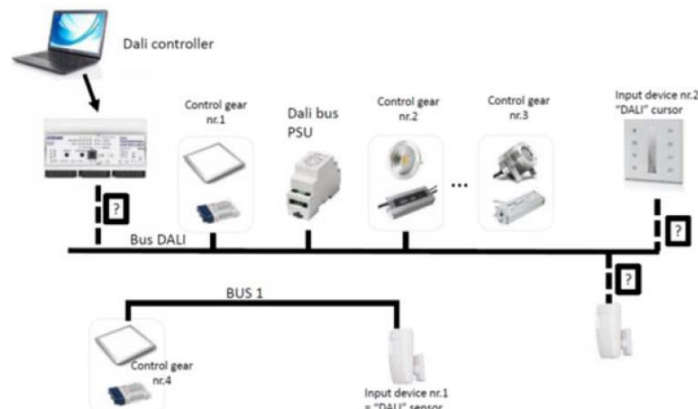 Dali controller
Control gear
nr.1
Dali bus
PSU
Control gear
nr.2
Control gear
nr.3
Input device nr.2
"DALI" cursor
...
?
Bus DALI
?
?
BUS 1
Control gear
nr.4
Input device nr.1
= "DALI" sensor